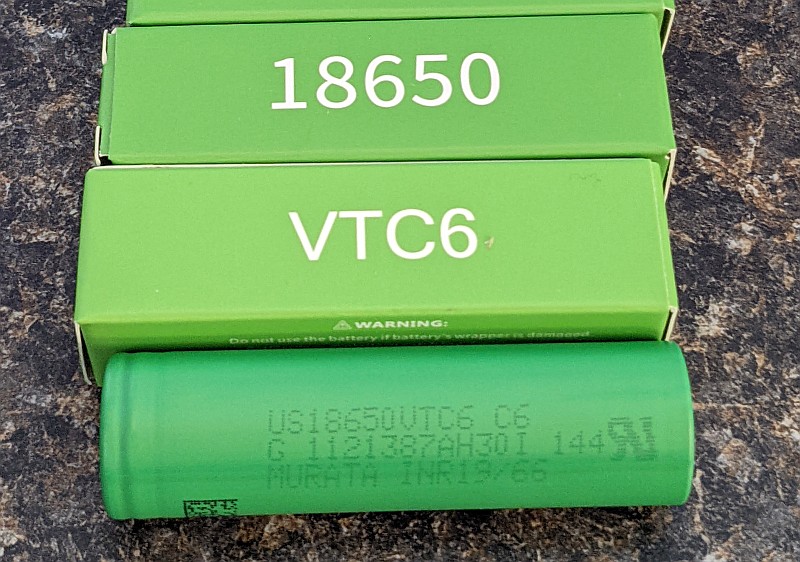 18650
VTC6
⚠ WARNING:
Do not use the battery if battery's wrapper is damaged
US18650VTC6 C6
G 1121387AH30I 144
MURATA INR19/66